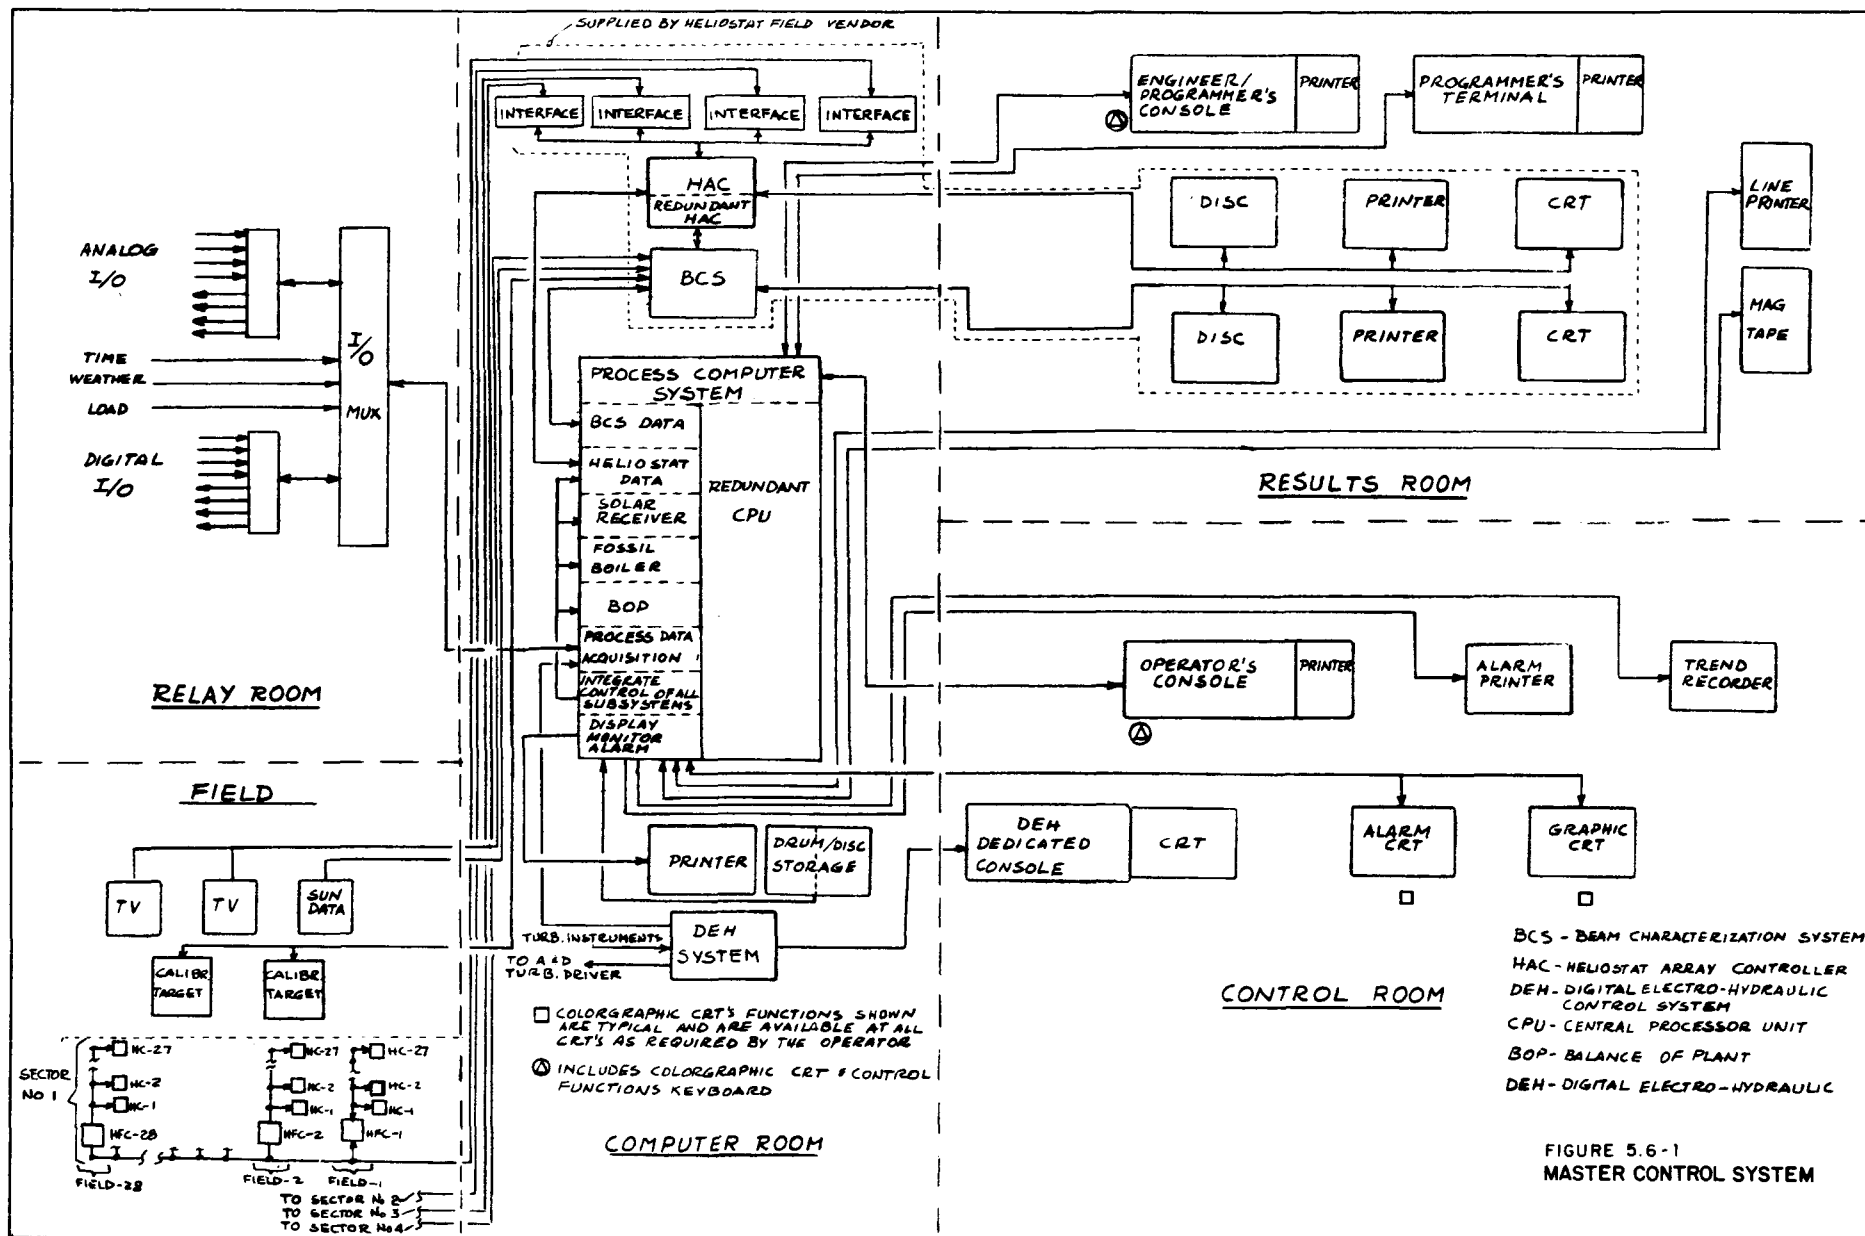 SUPPLIED BY HELIOSTAT FIELD VENDOR
INTERFACE
INTERFACE
INTERFACE
INTERFACE
HAC
REDUNDANT
HAC
BCS
ANALOG
I/O
TIME
WEATHER
LOAD
DIGITAL
I/O
I/O
MUX
RELAY ROOM
PROCESS COMPUTER
SYSTEM
BCS DATA
HELIOSTAT
DATA
SOLAR
RECEIVER
FOSSIL
BOILER
BOP
PROCESS DATA
ACQUISITION
INTEGRATE
CONTROL OF ALL
SUBSYSTEMS
DISPLAY
MONITOR
ALARM
REDUNDANT
CPU
PRINTER
DRUM/DISC
STORAGE
DEH
SYSTEM
TURB. INSTRUMENTS
TO A & D
TURB. DRIVER
COLORGRAPHIC CRT'S FUNCTIONS SHOWN
ARE TYPICAL AND ARE AVAILABLE AT ALL
CRT'S AS REQUIRED BY THE OPERATOR
INCLUDES COLORGRAPHIC CRT & CONTROL
FUNCTIONS KEYBOARD
COMPUTER ROOM
ENGINEER/
PROGRAMMER'S
CONSOLE
PRINTER
PROGRAMMER'S
TERMINAL
PRINTER
DISC
PRINTER
CRT
DISC
PRINTER
CRT
LINE
PRINTER
MAG
TAPE
RESULTS ROOM
OPERATOR'S
CONSOLE
PRINTER
ALARM
PRINTER
TREND
RECORDER
DEH
DEDICATED
CONSOLE
CRT
ALARM
CRT
GRAPHIC
CRT
CONTROL ROOM
BCS - BEAM CHARACTERIZATION SYSTEM
HAC - HELIOSTAT ARRAY CONTROLLER
DEH - DIGITAL ELECTRO-HYDRAULIC
CONTROL SYSTEM
CPU - CENTRAL PROCESSOR UNIT
BOP - BALANCE OF PLANT
DEH - DIGITAL ELECTRO-HYDRAULIC
FIELD
TV
TV
SUN
DATA
CALIBR.
TARGET
CALIBR.
TARGET
SECTOR
NO 1
HC-27
HC-2
HC-1
HFC-28
HC-27
HC-2
HC-1
HFC-2
HC-27
HC-2
HC-1
HFC-1
FIELD-28
FIELD-2
FIELD-1
TO SECTOR No 2
TO SECTOR No 3
TO SECTOR No 4
FIGURE 5.6-1
MASTER CONTROL SYSTEM